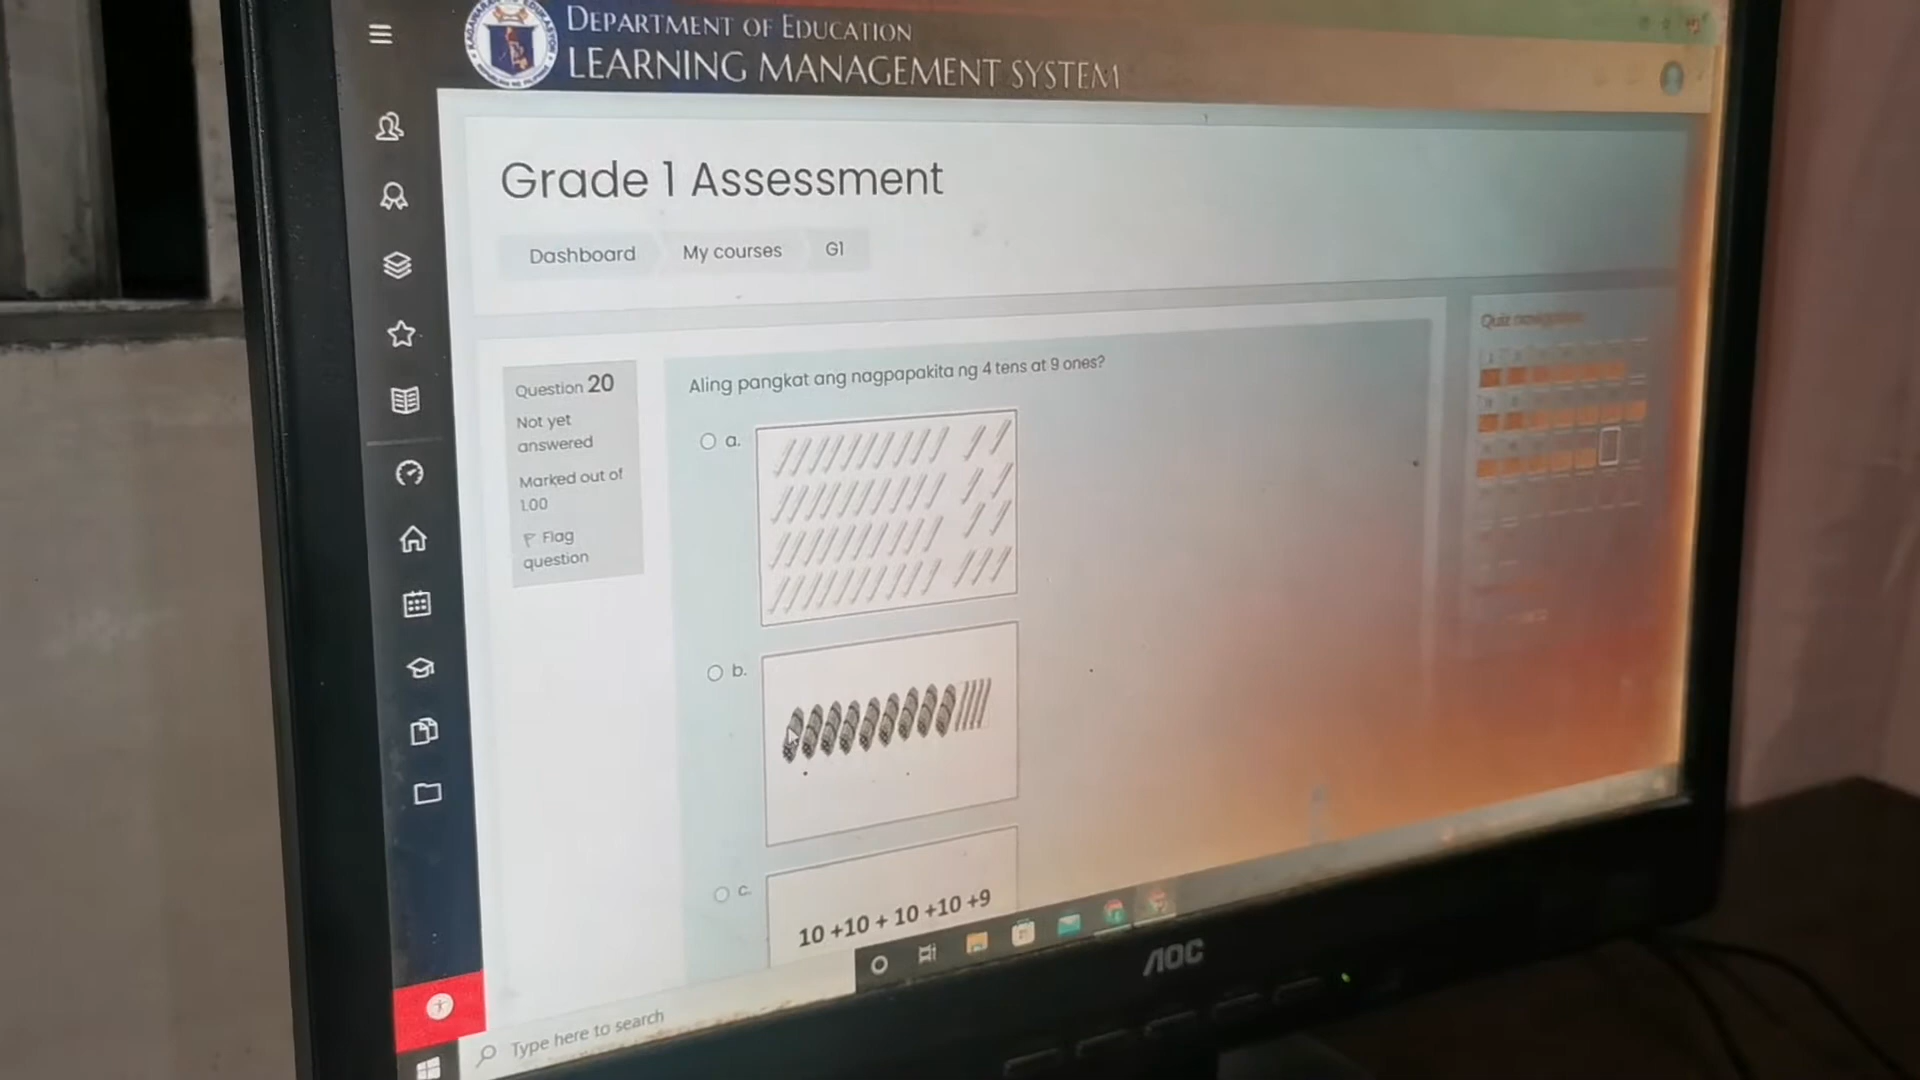 DEPARTMENT OF EDUCATION
LEARNING MANAGEMENT SYSTEM
Grade 1 Assessment
Dashboard
My courses
G1
Question 20
Not yet
answered
Marked out of
1.00
Flag
question
Aling pangkat ang nagpapakita ng 4 tens at 9 ones?
a.
b.
c.
10 +10 + 10 +10 +9
Quiz navigation
Type here to search
AOC